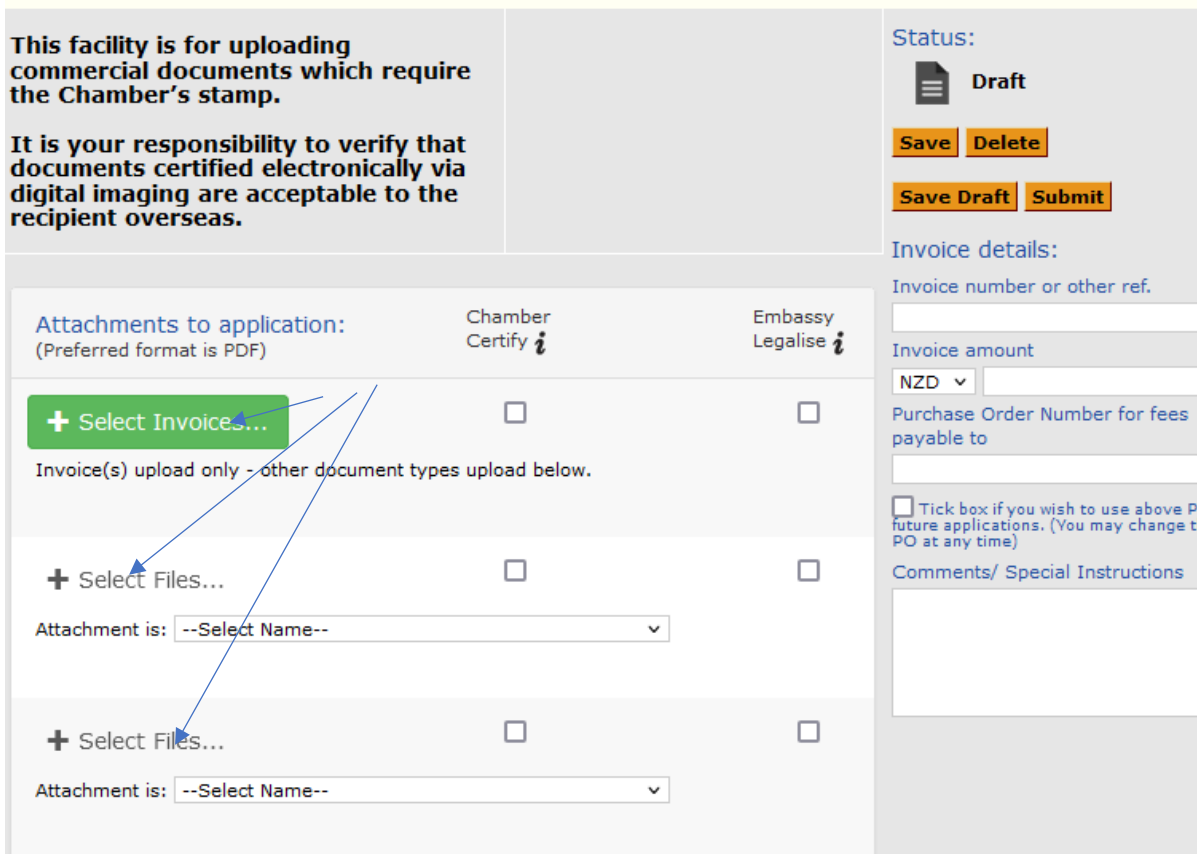 This facility is for uploading
commercial documents which require
the Chamber's stamp.
It is your responsibility to verify that
documents certified electronically via
digital imaging are acceptable to the
recipient overseas.
Status:
Draft
Save Delete
Save Draft Submit
Invoice details:
Invoice number or other ref.
Invoice amount
NZD
Purchase Order Number for fees
payable to
Tick box if you wish to use above P
future applications. (You may change t
PO at any time)
Comments/ Special Instructions
Attachments to application:
(Preferred format is PDF)
Chamber
Certify i
Embassy
Legalise i
+ Select Invoices...
Invoice(s) upload only - other document types upload below.
+ Select Files...
Attachment is: --Select Name--
+ Select Files...
Attachment is: --Select Name--